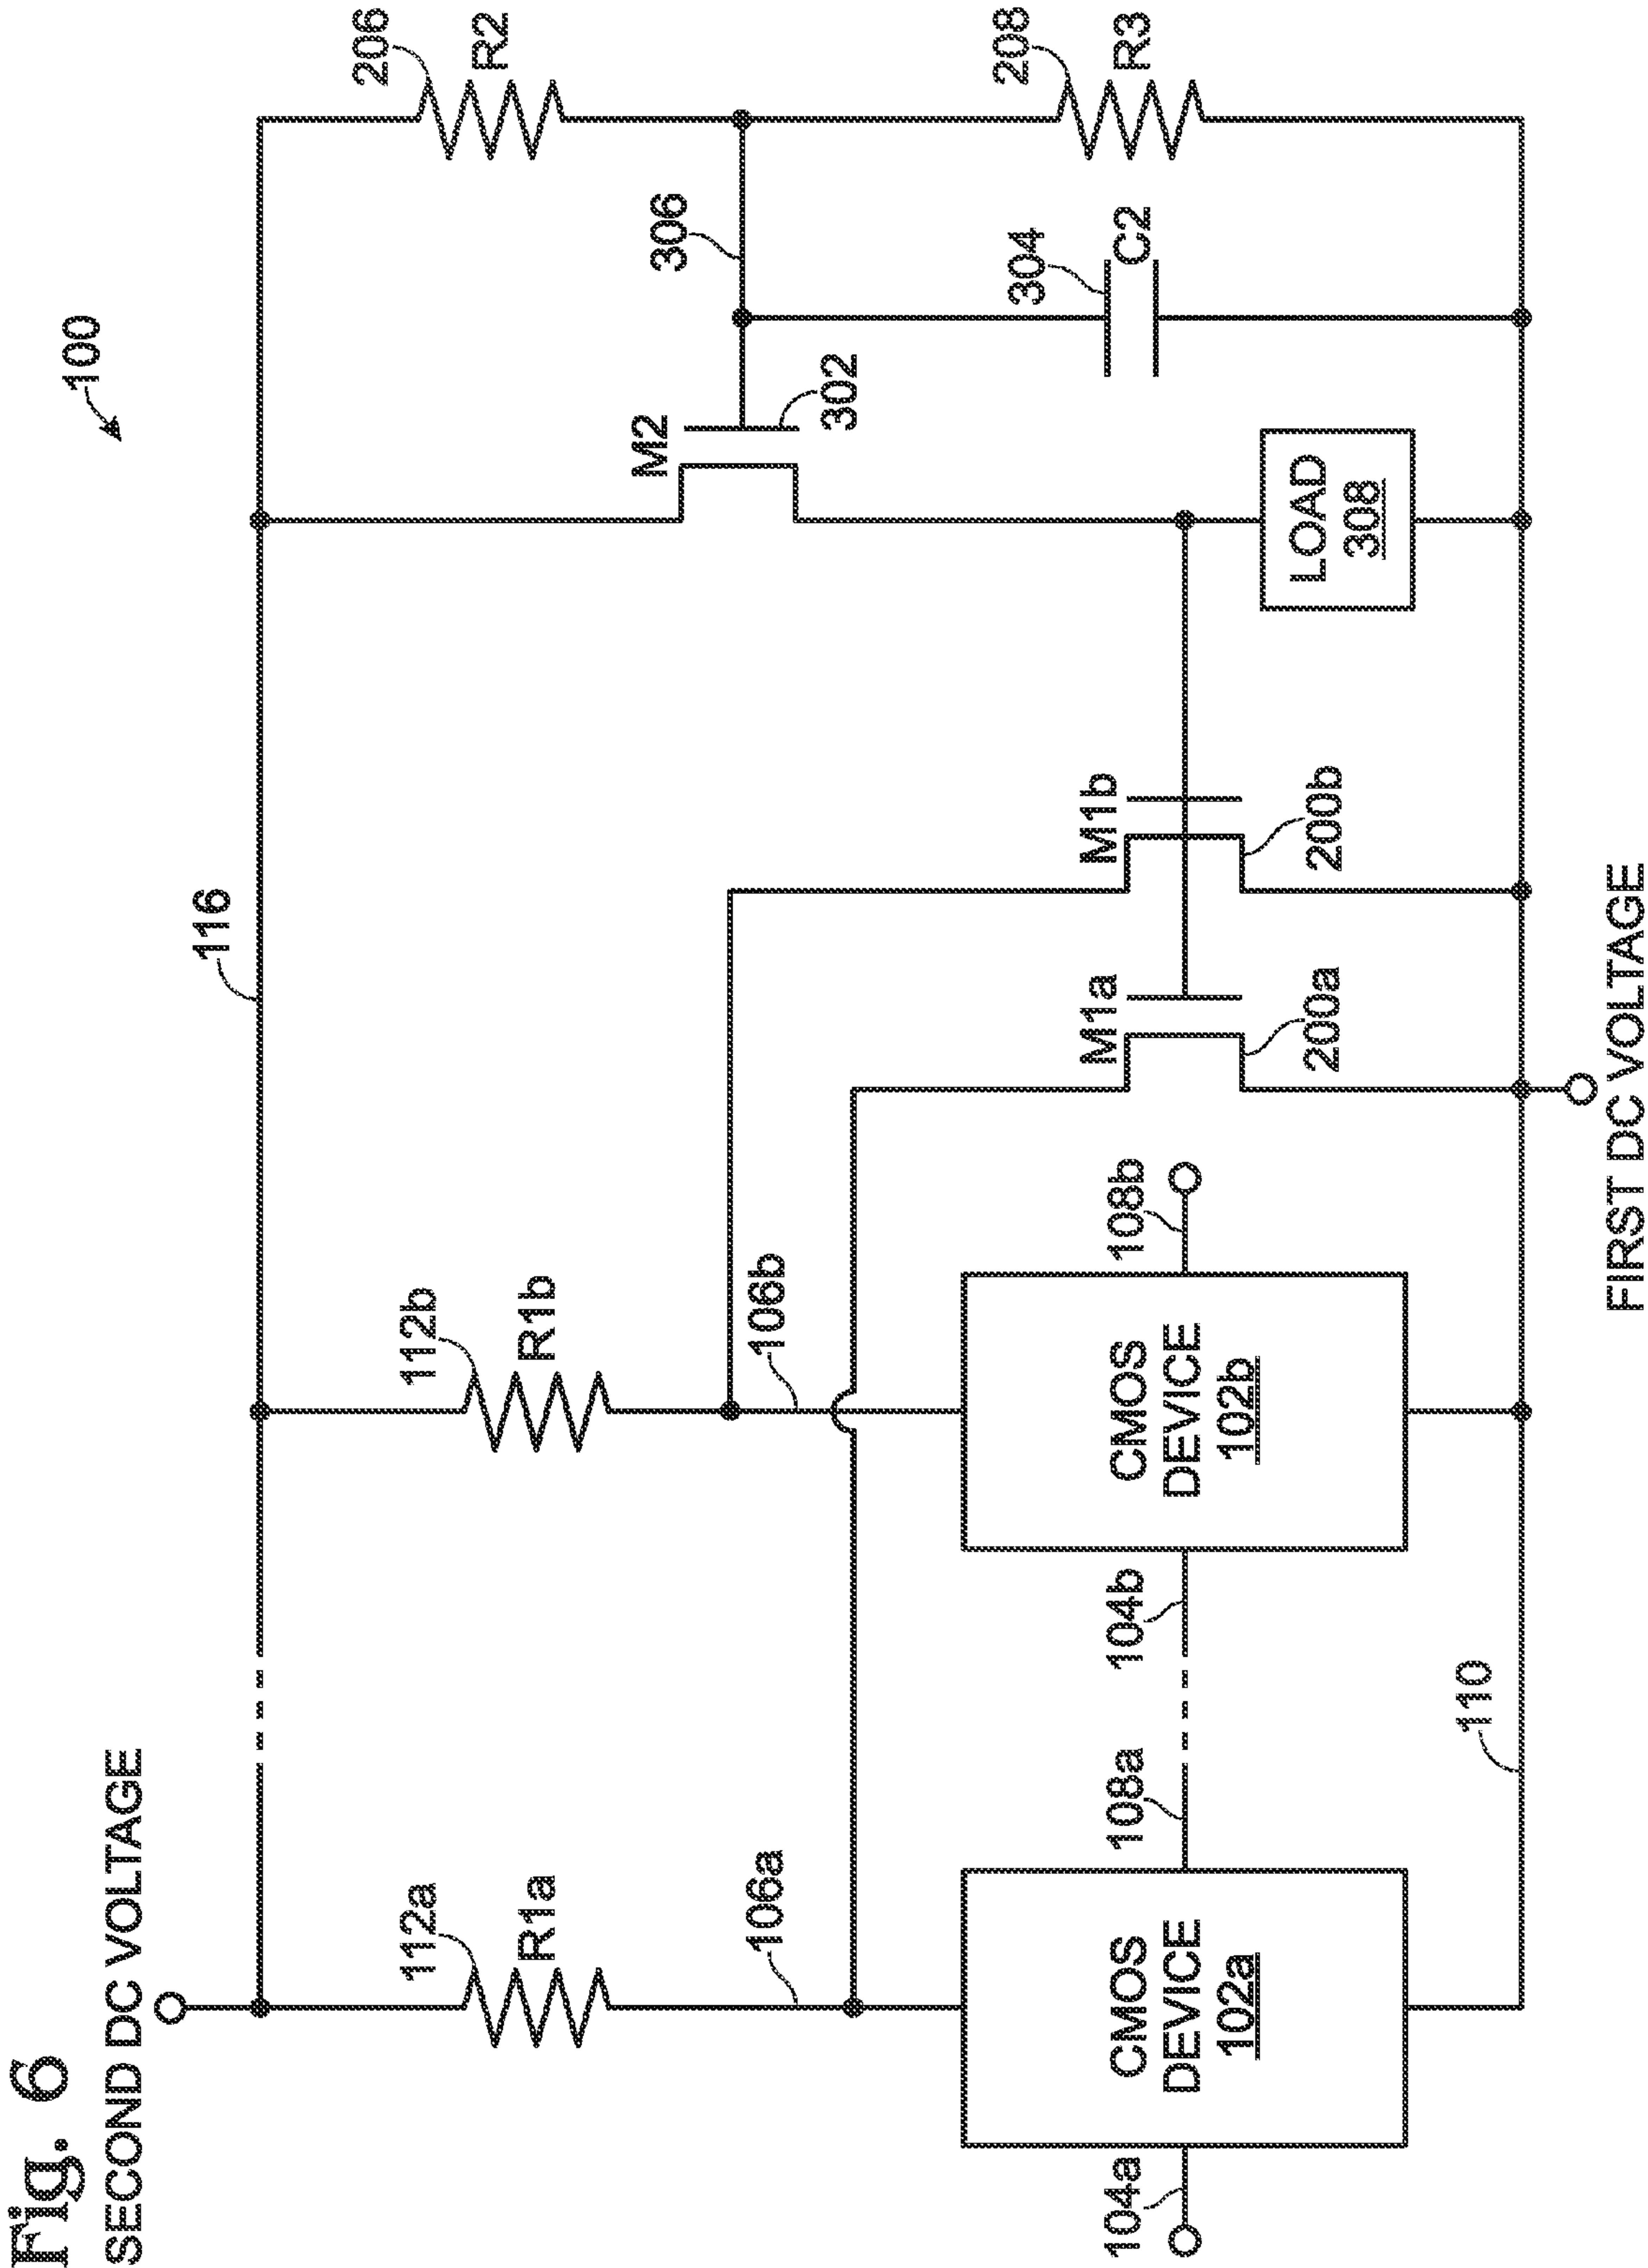 Fig. 6
100
SECOND DC VOLTAGE
116
112a
R1a
112b
R1b
206
R2
106a
106b
M2
302
306
304
C2
208
R3
104a
CMOS
DEVICE
102a
108a
104b
CMOS
DEVICE
102b
108b
M1a
200a
M1b
200b
LOAD
308
110
FIRST DC VOLTAGE